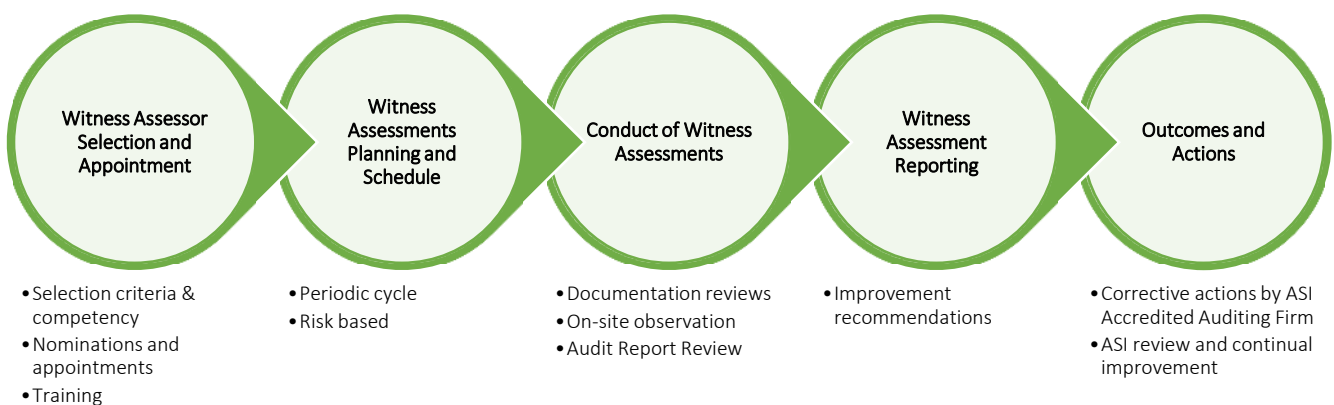 Witness Assessor
Selection and
Appointment
• Selection criteria &
competency
• Nominations and
appointments
• Training
Witness
Assessments
Planning and
Schedule
• Periodic cycle
• Risk based
Conduct of Witness
Assessments
• Documentation reviews
• On-site observation
• Audit Report Review
Witness
Assessment
Reporting
• Improvement
recommendations
Outcomes and
Actions
• Corrective actions by ASI
Accredited Auditing Firm
• ASI review and continual
improvement